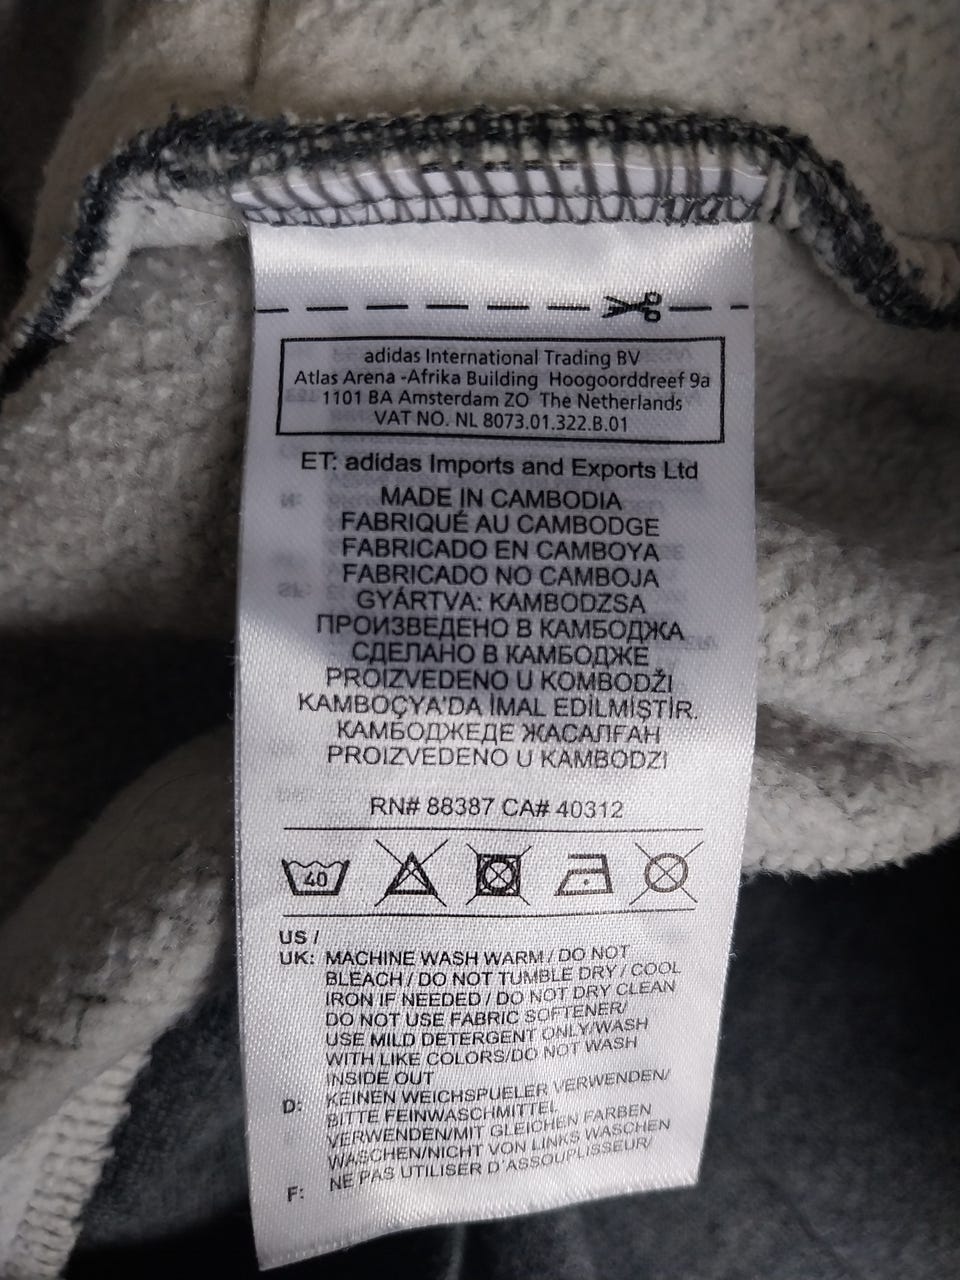 adidas International Trading BV
Atlas Arena -Afrika Building Hoogoorddreef 9a
1101 BA Amsterdam ZO The Netherlands
VAT NO. NL 8073.01.322.B.01
ET: adidas Imports and Exports Ltd
MADE IN CAMBODIA
FABRIQUÉ AU CAMBODGE
FABRICADO EN CAMBOYA
FABRICADO NO CAMBOJA
GYÁRTVA: KAMBODZSA
ПРОИЗВЕДЕНО В КАМБОДЖА
СДЕЛАНО В КАМБОДЖЕ
PROIZVEDENO U KOMBODŽI
KAMBOÇYA'DA İMAL EDİLMİŞTİR.
КАМБОДЖЕДЕ ЖАСАЛҒАН
PROIZVEDENO U KAMBODZI
RN# 88387 CA# 40312
40
US /
UK: MACHINE WASH WARM / DO NOT
BLEACH / DO NOT TUMBLE DRY / COOL
IRON IF NEEDED / DO NOT DRY CLEAN
DO NOT USE FABRIC SOFTENER/
USE MILD DETERGENT ONLY/WASH
WITH LIKE COLORS/DO NOT WASH
INSIDE OUT
D: KEINEN WEICHSPUELER VERWENDEN/
BITTE FEINWASCHMITTEL
VERWENDEN/MIT GLEICHEN FARBEN
WASCHEN/NICHT VON LINKS WASCHEN
F: NE PAS UTILISER D'ASSOUPLISSEUR/